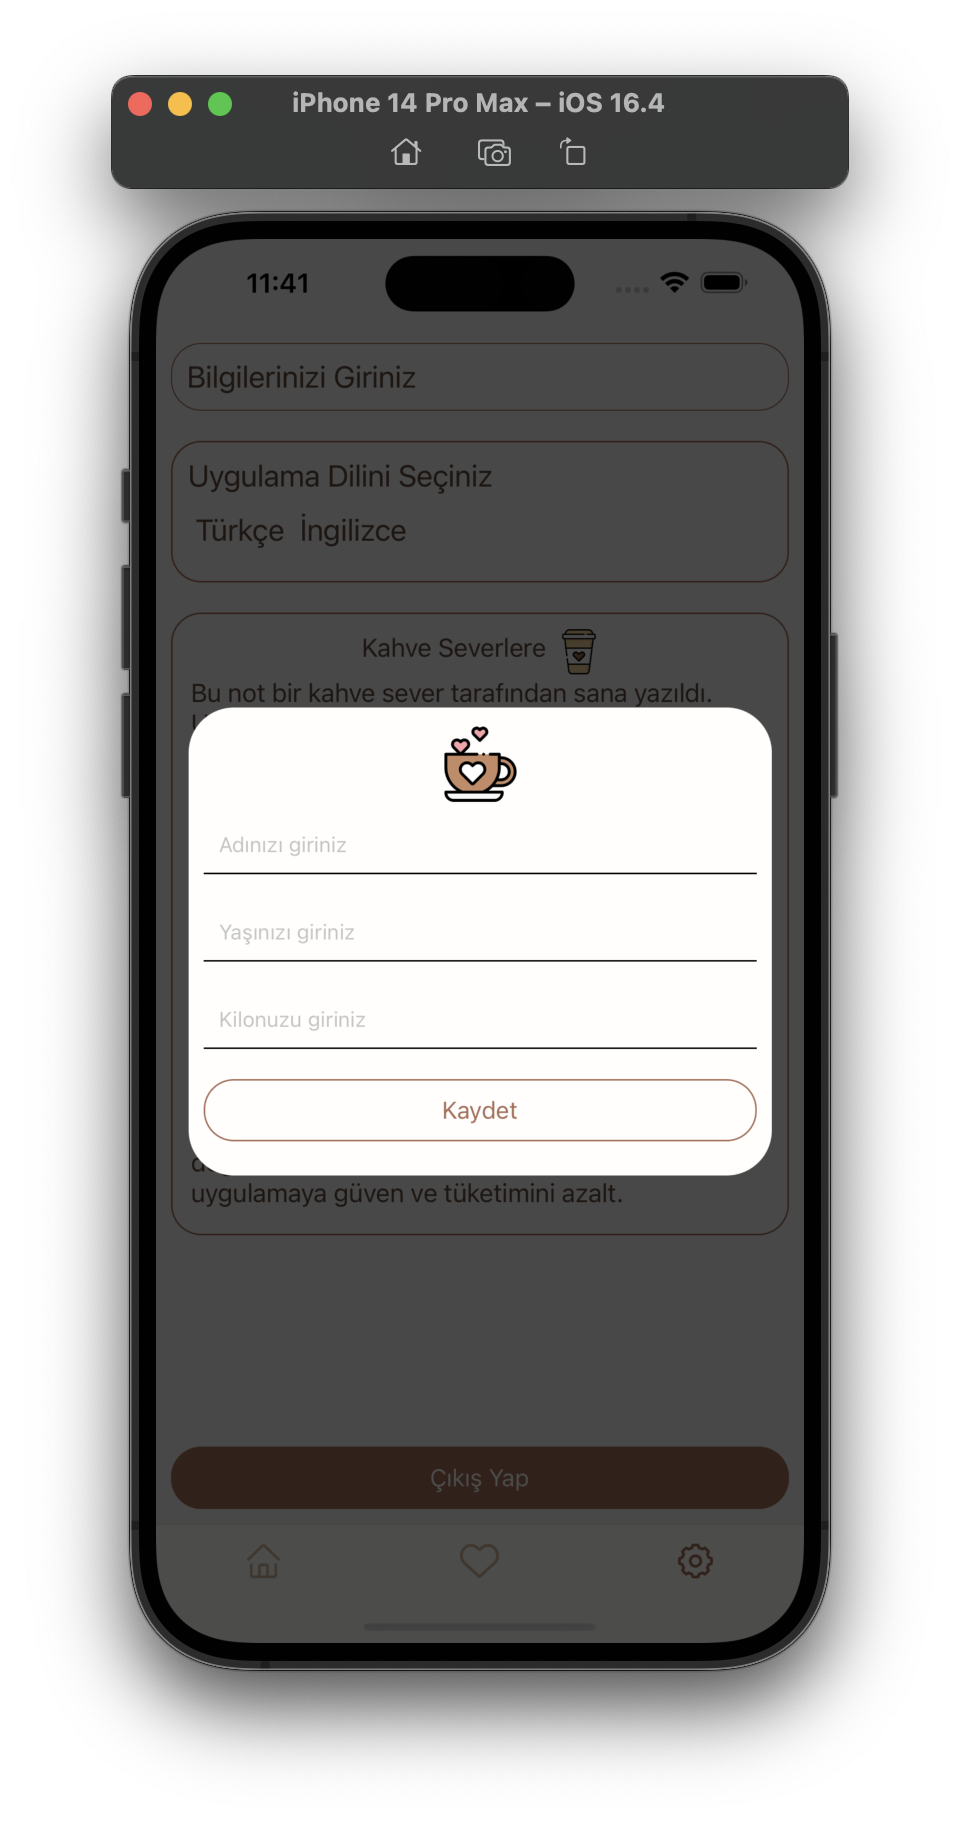 iPhone 14 Pro Max – iOS 16.4
11:41
Bilgilerinizi Giriniz
Uygulama Dilini Seçiniz
Türkçe İngilizce
Kahve Severlere
Bu not bir kahve sever tarafından sana yazıldı.
Adınızı giriniz
Yaşınızı giriniz
Kilonuzu giriniz
Kaydet
uygulamaya güven ve tüketimini azalt.
Çıkış Yap